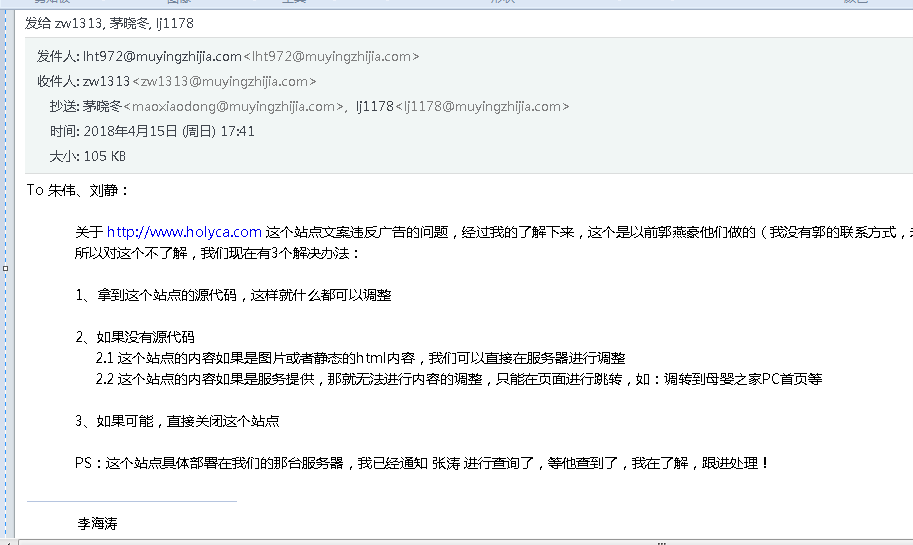 发给 zw1313, 茅晓冬, lj1178
发件人: lht972@muyingzhijia.com<lht972@muyingzhijia.com>
收件人: zw1313<zw1313@muyingzhijia.com>
抄送: 茅晓冬<maoxiaodong@muyingzhijia.com>, lj1178<lj1178@muyingzhijia.com>
时间: 2018年4月15日 (周日) 17:41
大小: 105 KB
To 朱伟、刘静：
关于 http://www.holyca.com 这个站点文案违反广告的问题，经过我的了解下来，这个是以前郭燕豪他们做的（我没有郭的联系方式，
所以对这个不了解，我们现在有3个解决办法：
1、拿到这个站点的源代码，这样就什么都可以调整
2、如果没有源代码
2.1 这个站点的内容如果是图片或者静态的html内容，我们可以直接在服务器进行调整
2.2 这个站点的内容如果是服务提供，那就无法进行内容的调整，只能在页面进行跳转，如：调转到母婴之家PC首页等
3、如果可能，直接关闭这个站点
PS：这个站点具体部署在我们的那台服务器，我已经通知 张涛 进行查询了，等他查到了，我在了解，跟进处理！
李海涛